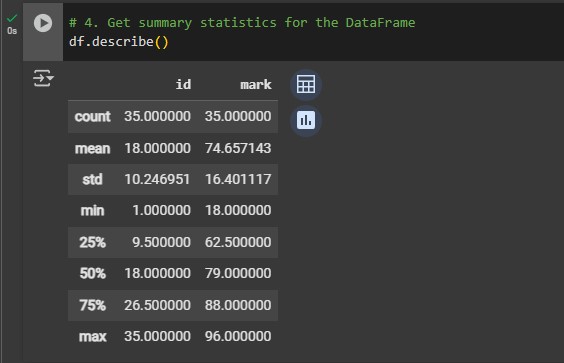 # 4. Get summary statistics for the DataFrame
0s
df.describe()
id mark
count 35.000000 35.000000
mean 18.000000 74.657143
std 10.246951 16.401117
min 1.000000 18.000000
25% 9.500000 62.500000
50% 18.000000 79.000000
75% 26.500000 88.000000
max 35.000000 96.000000